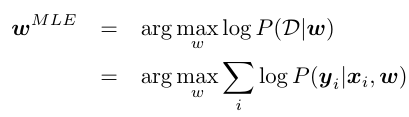 w^{MLE} = arg max_w log P(𝒟|w)
= arg max_w ∑_i log P(y_i|x_i, w)